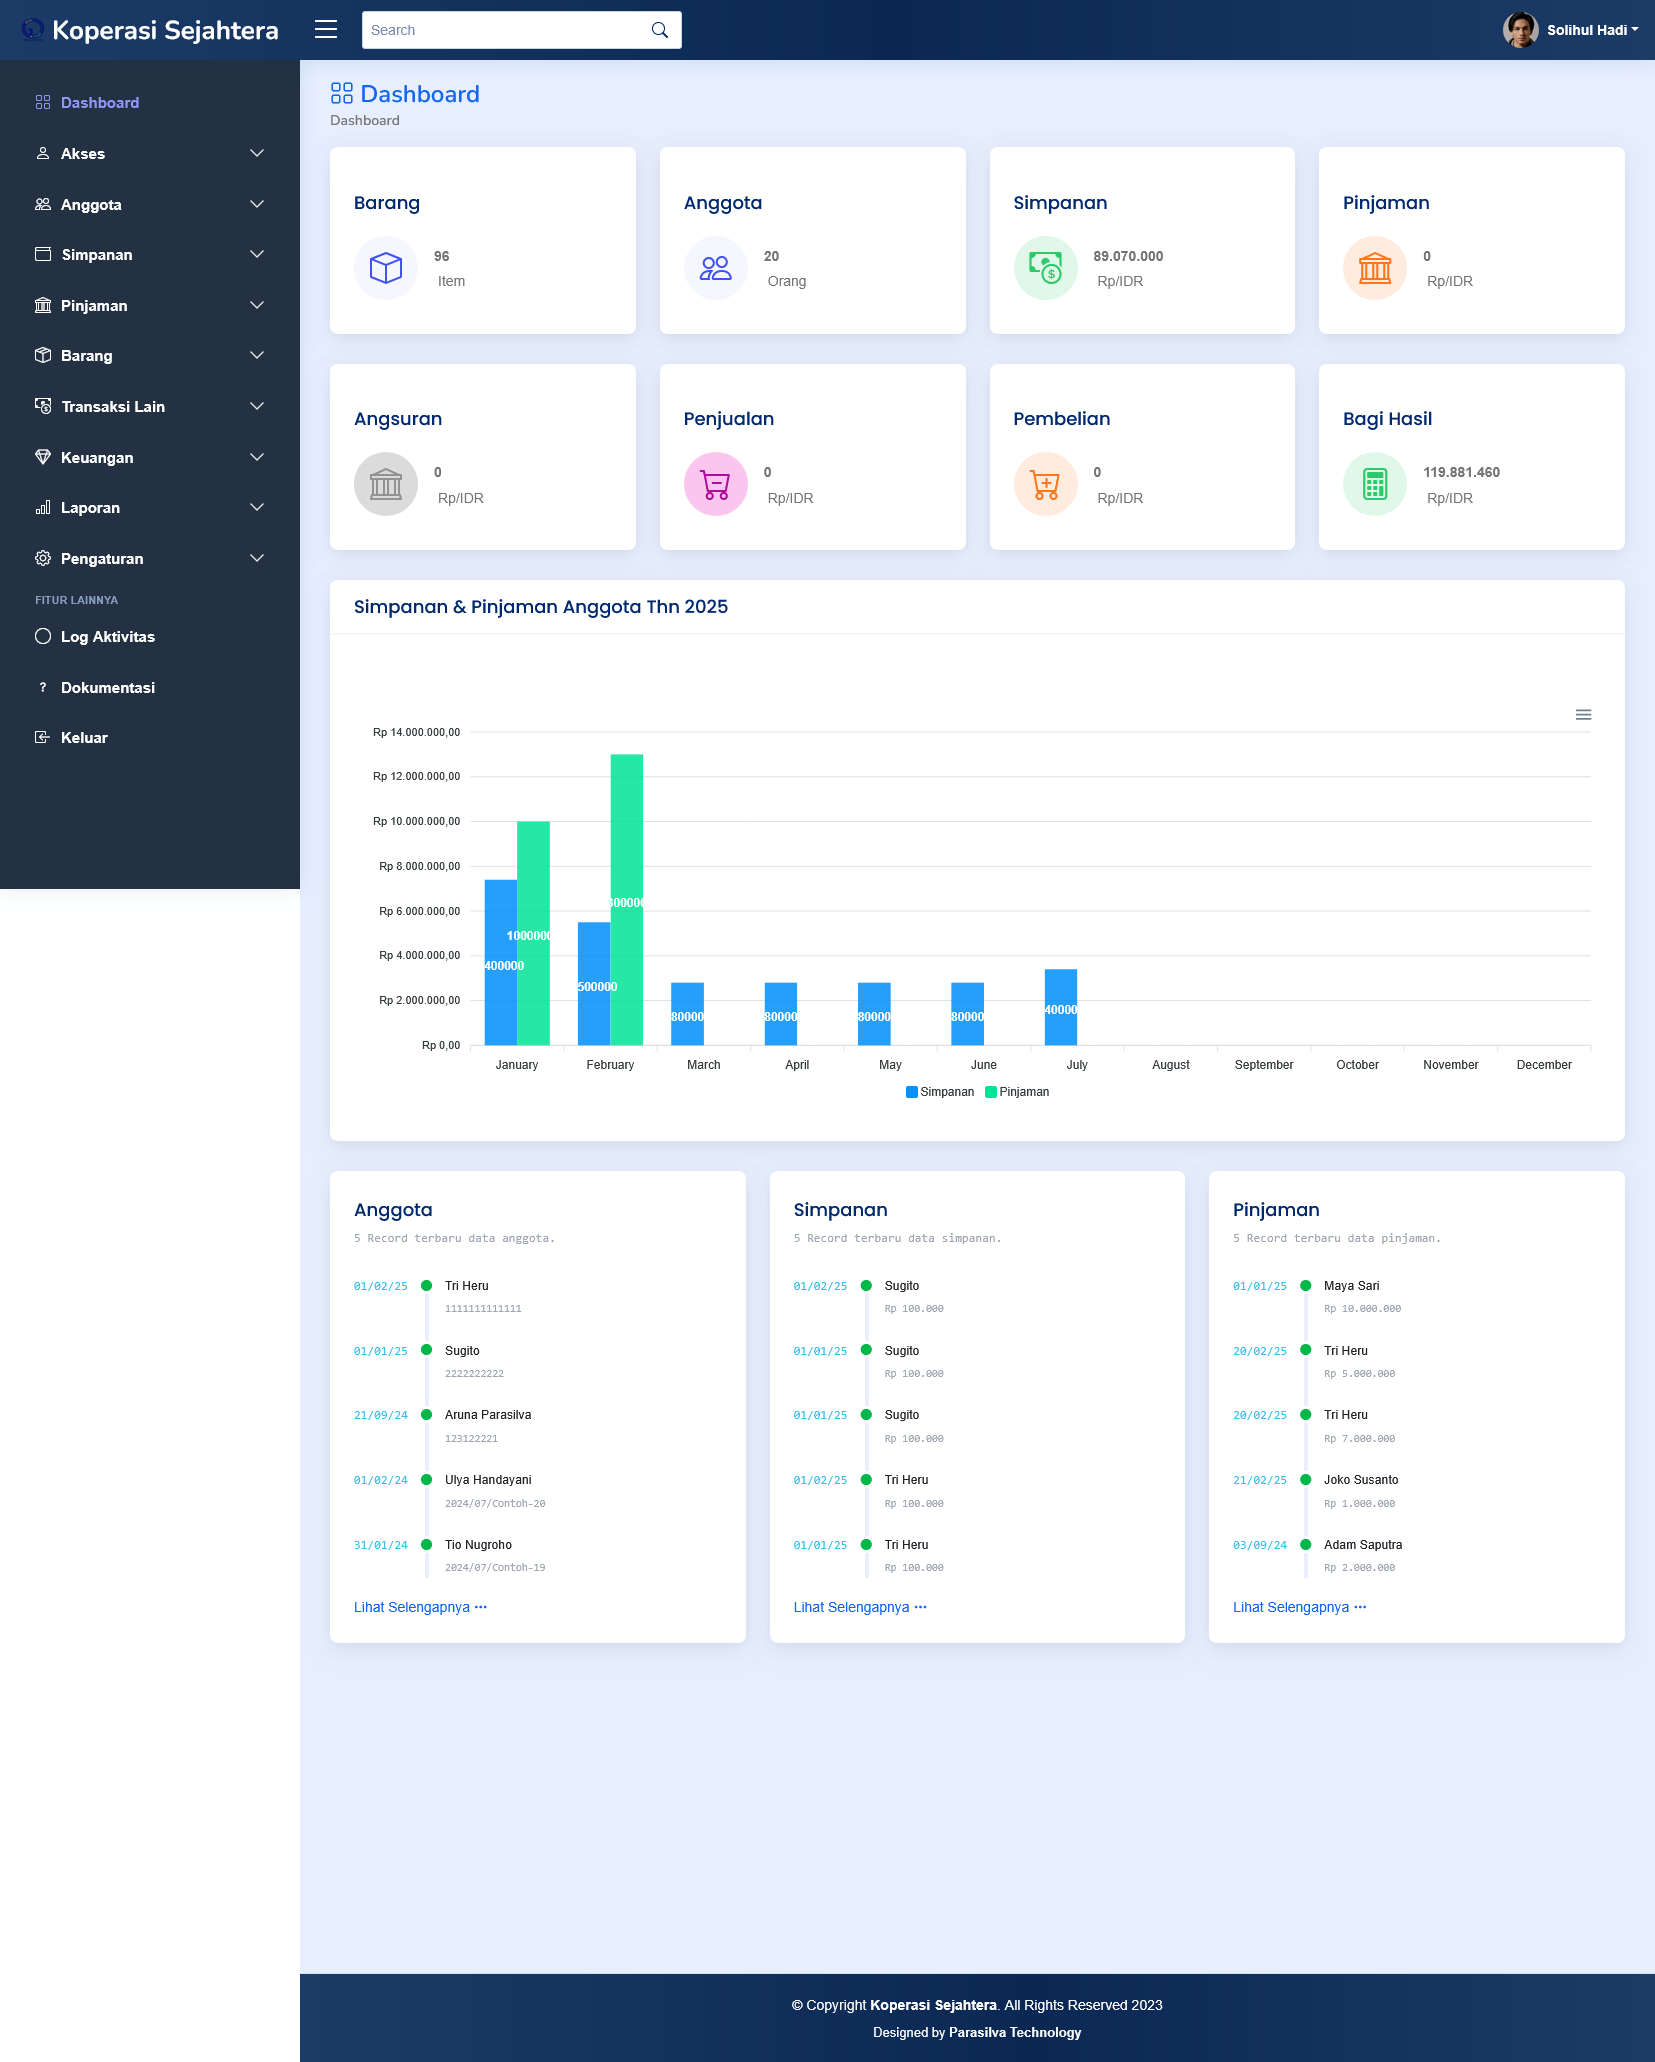 Koperasi Sejahtera
Search
Solihul Hadi
Dashboard
Akses
Anggota
Simpanan
Pinjaman
Barang
Transaksi Lain
Keuangan
Laporan
Pengaturan
FITUR LAINNYA
Log Aktivitas
? Dokumentasi
Keluar
Dashboard
Dashboard
Barang
96
Item
Anggota
20
Orang
Simpanan
89.070.000
Rp/IDR
Pinjaman
0
Rp/IDR
Angsuran
0
Rp/IDR
Penjualan
0
Rp/IDR
Pembelian
0
Rp/IDR
Bagi Hasil
119.881.460
Rp/IDR
Simpanan & Pinjaman Anggota Thn 2025
Rp 14.000.000,00
Rp 12.000.000,00
Rp 10.000.000,00
Rp 8.000.000,00
Rp 6.000.000,00
Rp 4.000.000,00
Rp 2.000.000,00
Rp 0,00
January February March April May June July August September October November December
Simpanan Pinjaman
Anggota
5 Record terbaru data anggota.
01/02/25 Tri Heru
1111111111111
01/01/25 Sugito
2222222222
21/09/24 Aruna Parasilva
123122221
01/02/24 Ulya Handayani
2024/07/Contoh-20
31/01/24 Tio Nugroho
2024/07/Contoh-19
Lihat Selengapnya
Simpanan
5 Record terbaru data simpanan.
01/02/25 Sugito
Rp 100.000
01/01/25 Sugito
Rp 100.000
01/01/25 Sugito
Rp 100.000
01/02/25 Tri Heru
Rp 100.000
01/01/25 Tri Heru
Rp 100.000
Lihat Selengapnya
Pinjaman
5 Record terbaru data pinjaman.
01/01/25 Maya Sari
Rp 10.000.000
20/02/25 Tri Heru
Rp 5.000.000
20/02/25 Tri Heru
Rp 7.000.000
21/02/25 Joko Susanto
Rp 1.000.000
03/09/24 Adam Saputra
Rp 2.000.000
Lihat Selengapnya
© Copyright Koperasi Sejahtera. All Rights Reserved 2023
Designed by Parasilva Technology